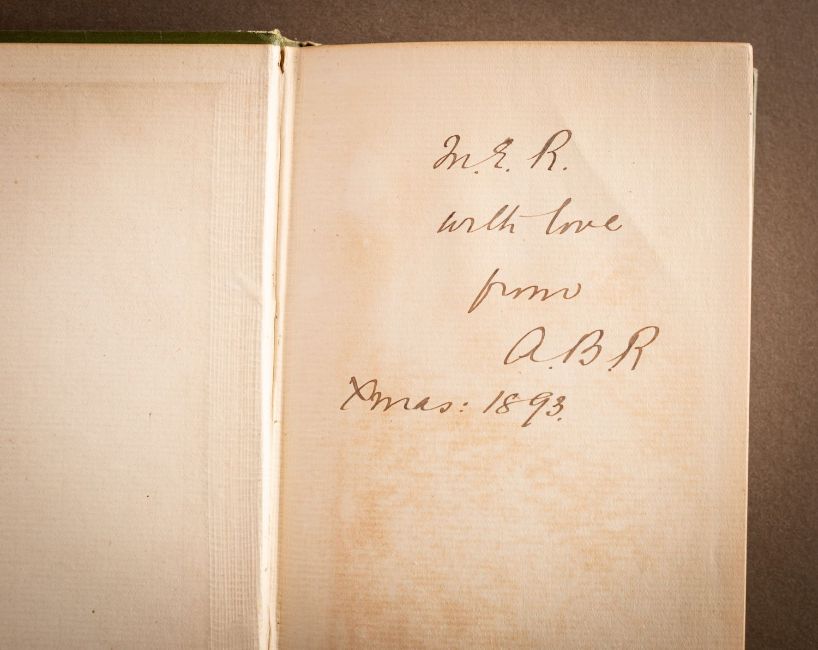 M.E. R.
with love
from
A.B.R
Xmas: 1893.